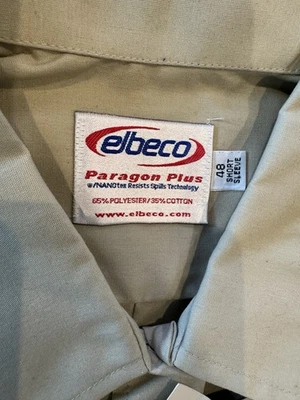 elbeco
Paragon Plus
w/NANOtex Resists Spills Technology
65% POLYESTER/35% COTTON
www.elbeco.com
48
SHORT
SLEEVE